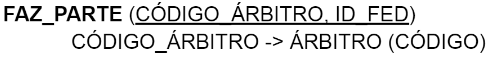 FAZ_PARTE (CÓDIGO_ÁRBITRO, ID_FED)
CÓDIGO_ÁRBITRO -> ÁRBITRO (CÓDIGO)